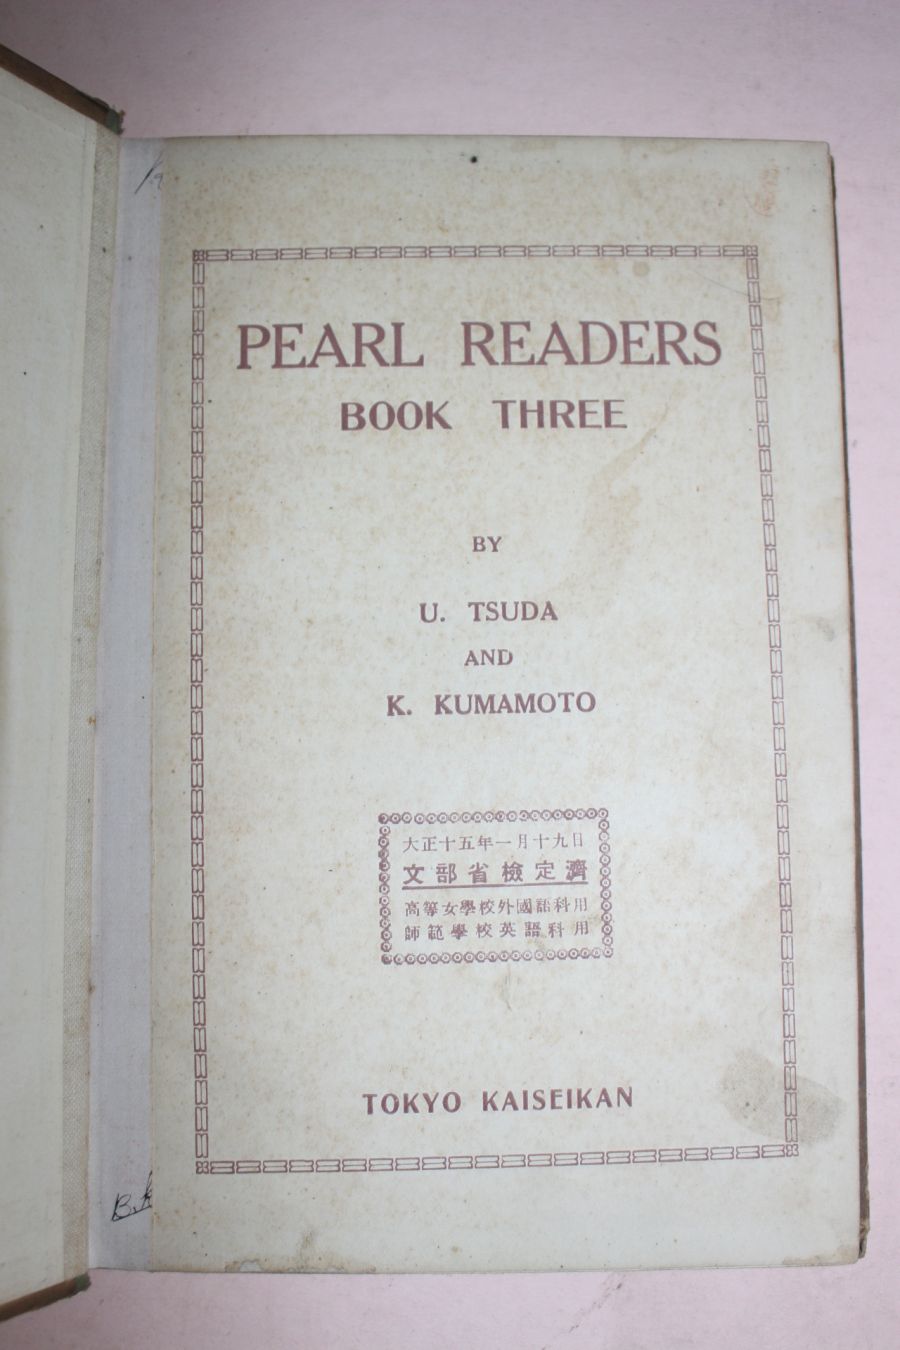 PEARL READERS
BOOK THREE
BY
U. TSUDA
AND
K. KUMAMOTO
大正十五年一月十九日
文部省檢定濟
高等女學校外國語科用
師範學校英語科用
TOKYO KAISEIKAN